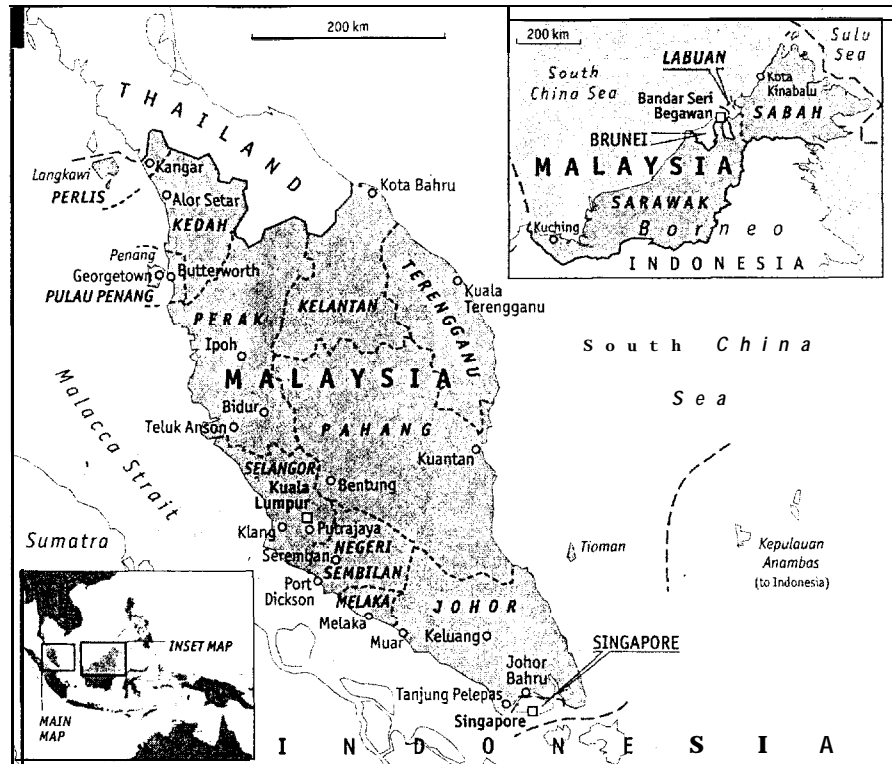 200 km
THAILAND
Langkawi
Kangar
PERLIS
Alor Setar
KEDAH
Kota Bahru
Penang
Georgetown
Butterworth
PULAU PENANG
PERAK
KELANTAN
TERENGGANU
Kuala
Terengganu
Ipoh
MALAYSIA
South China
Sea
Malacca Strait
Bidur
Teluk Anson
PAHANG
Kuantan
SELANGOR
Kuala
Lumpur
Bentung
Klang
Putrajaya
Sumatra
Seremban
NEGERI
SEMBILAN
Tioman
Kepulauan
Anambas
(to Indonesia)
Port
Dickson
MELAKA
JOHOR
Melaka
Muar
Keluang
SINGAPORE
Johor
Bahru
Tanjung Pelepas
Singapore
INDONESIA
200 km
Sulu
Sea
LABUAN
South
China Sea
Kota
Kinabalu
Bandar Seri
Begawan
SABAH
BRUNEI
MALAYSIA
SARAWAK
Kuching
Borneo
INDONESIA
INSET MAP
MAIN
MAP